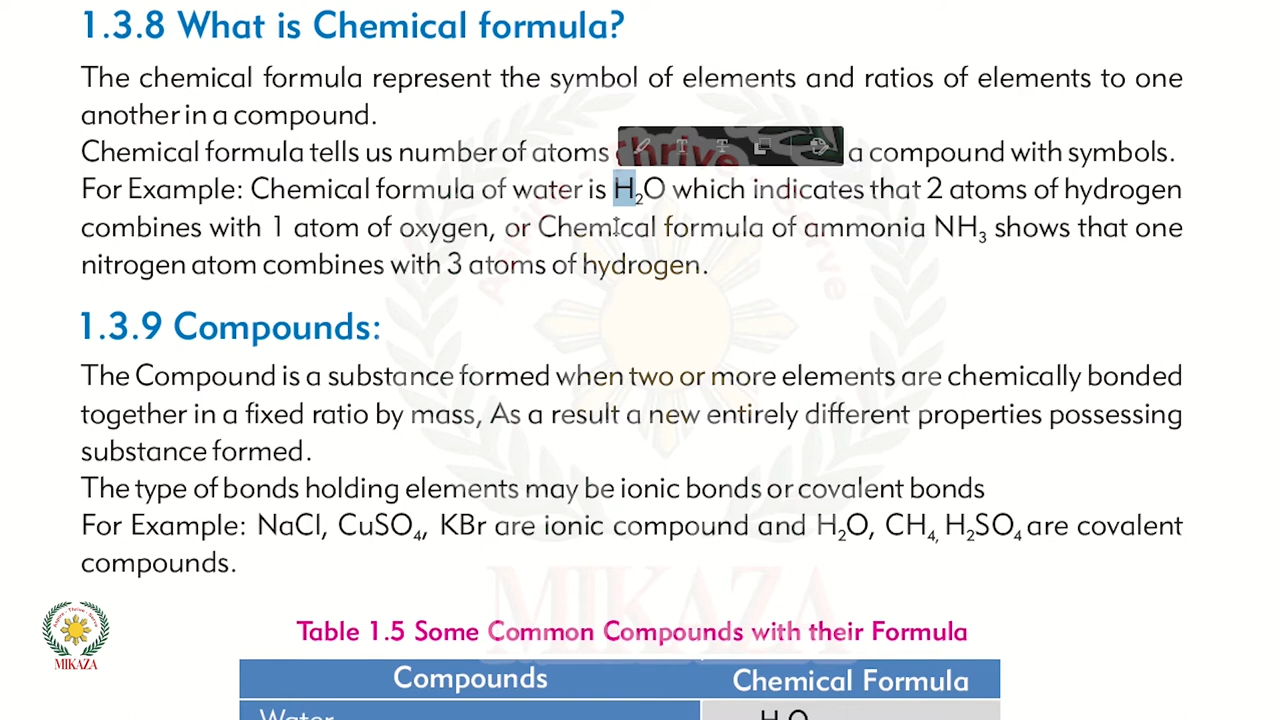 1.3.8 What is Chemical formula?
The chemical formula represent the symbol of elements and ratios of elements to one
another in a compound.
Chemical formula tells us number of atoms a compound with symbols.
For Example: Chemical formula of water is H₂O which indicates that 2 atoms of hydrogen
combines with 1 atom of oxygen, or Chemical formula of ammonia NH₃ shows that one
nitrogen atom combines with 3 atoms of hydrogen.
1.3.9 Compounds:
The Compound is a substance formed when two or more elements are chemically bonded
together in a fixed ratio by mass, As a result a new entirely different properties possessing
substance formed.
The type of bonds holding elements may be ionic bonds or covalent bonds
For Example: NaCl, CuSO₄, KBr are ionic compound and H₂O, CH₄, H₂SO₄ are covalent
compounds.
MIKAZA
MIKAZA
Table 1.5 Some Common Compounds with their Formula
Compounds Chemical Formula
Water H₂O